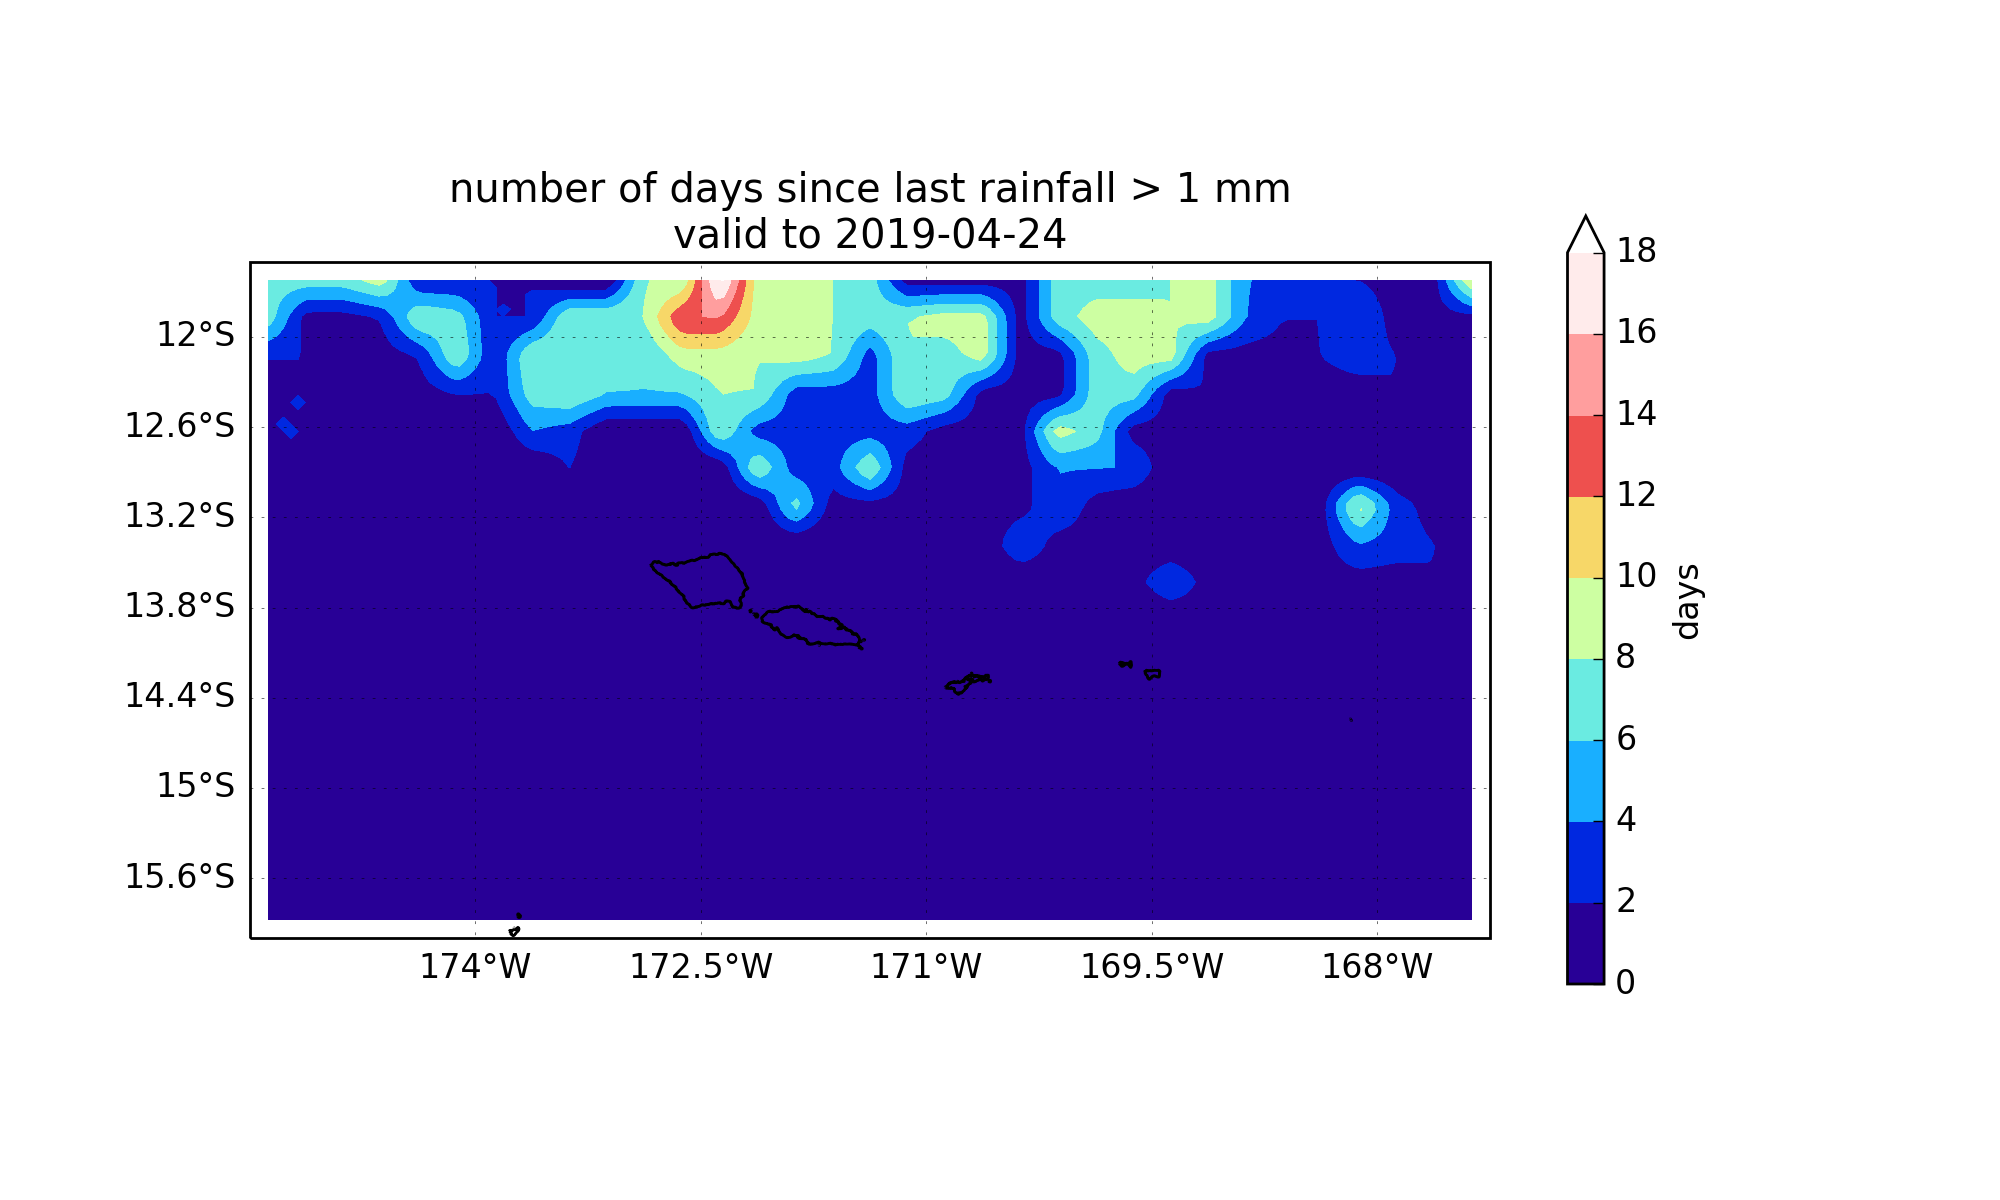 number of days since last rainfall > 1 mm
valid to 2019-04-24
12°S
12.6°S
13.2°S
13.8°S
14.4°S
15°S
15.6°S
174°W 172.5°W 171°W 169.5°W 168°W
18
16
14
12
10
8
6
4
2
0
days